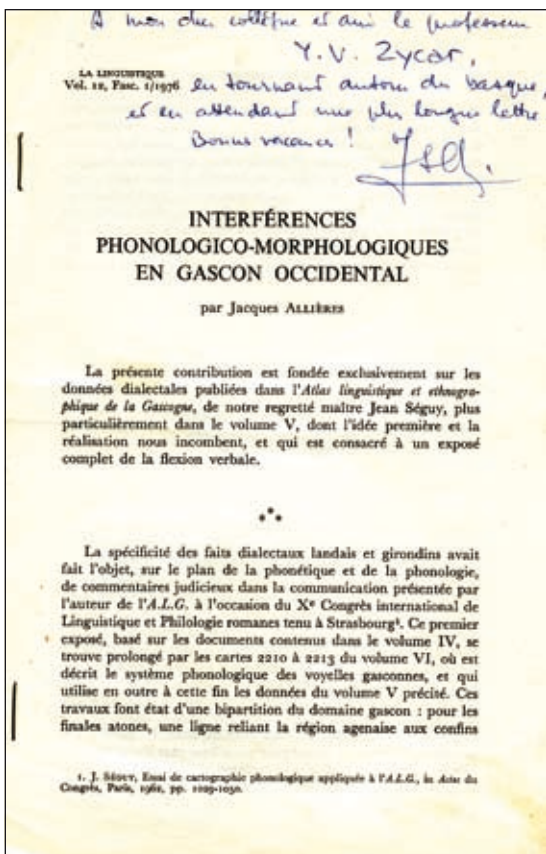 A mon cher collègue et ami le professeur
Y.V. Zycar,
LA LINGUISTIQUE
Vol. 12, Fasc. 1/1976
en tournant autour du basque,
et en attendant une plus longue lettre
Bonnes vacances !
INTERFÉRENCES
PHONOLOGICO-MORPHOLOGIQUES
EN GASCON OCCIDENTAL
par Jacques ALLIÈRES
La présente contribution est fondée exclusivement sur les
données dialectales publiées dans l'Atlas linguistique et ethnogra-
phique de la Gascogne, de notre regretté maître Jean Séguy, plus
particulièrement dans le volume V, dont l'idée première et la
réalisation nous incombent, et qui est consacré à un exposé
complet de la flexion verbale.
La spécificité des faits dialectaux landais et girondins avait
fait l'objet, sur le plan de la phonétique et de la phonologie,
de commentaires judicieux dans la communication présentée par
l'auteur de l'A.L.G. à l'occasion du Xe Congrès international de
Linguistique et Philologie romanes tenu à Strasbourg¹. Ce premier
exposé, basé sur les documents contenus dans le volume IV, se
trouve prolongé par les cartes 2210 à 2213 du volume VI, où est
décrit le système phonologique des voyelles gasconnes, et qui
utilise en outre à cette fin les données du volume V précité. Ces
travaux font état d'une bipartition du domaine gascon : pour les
finales atones, une ligne reliant la région agenaise aux confins
1. J. SÉGUY, Essai de cartographie phonologique appliquée à l'A.L.G., in Actes du
Congrès, Paris, 1962, pp. 1029-1050.